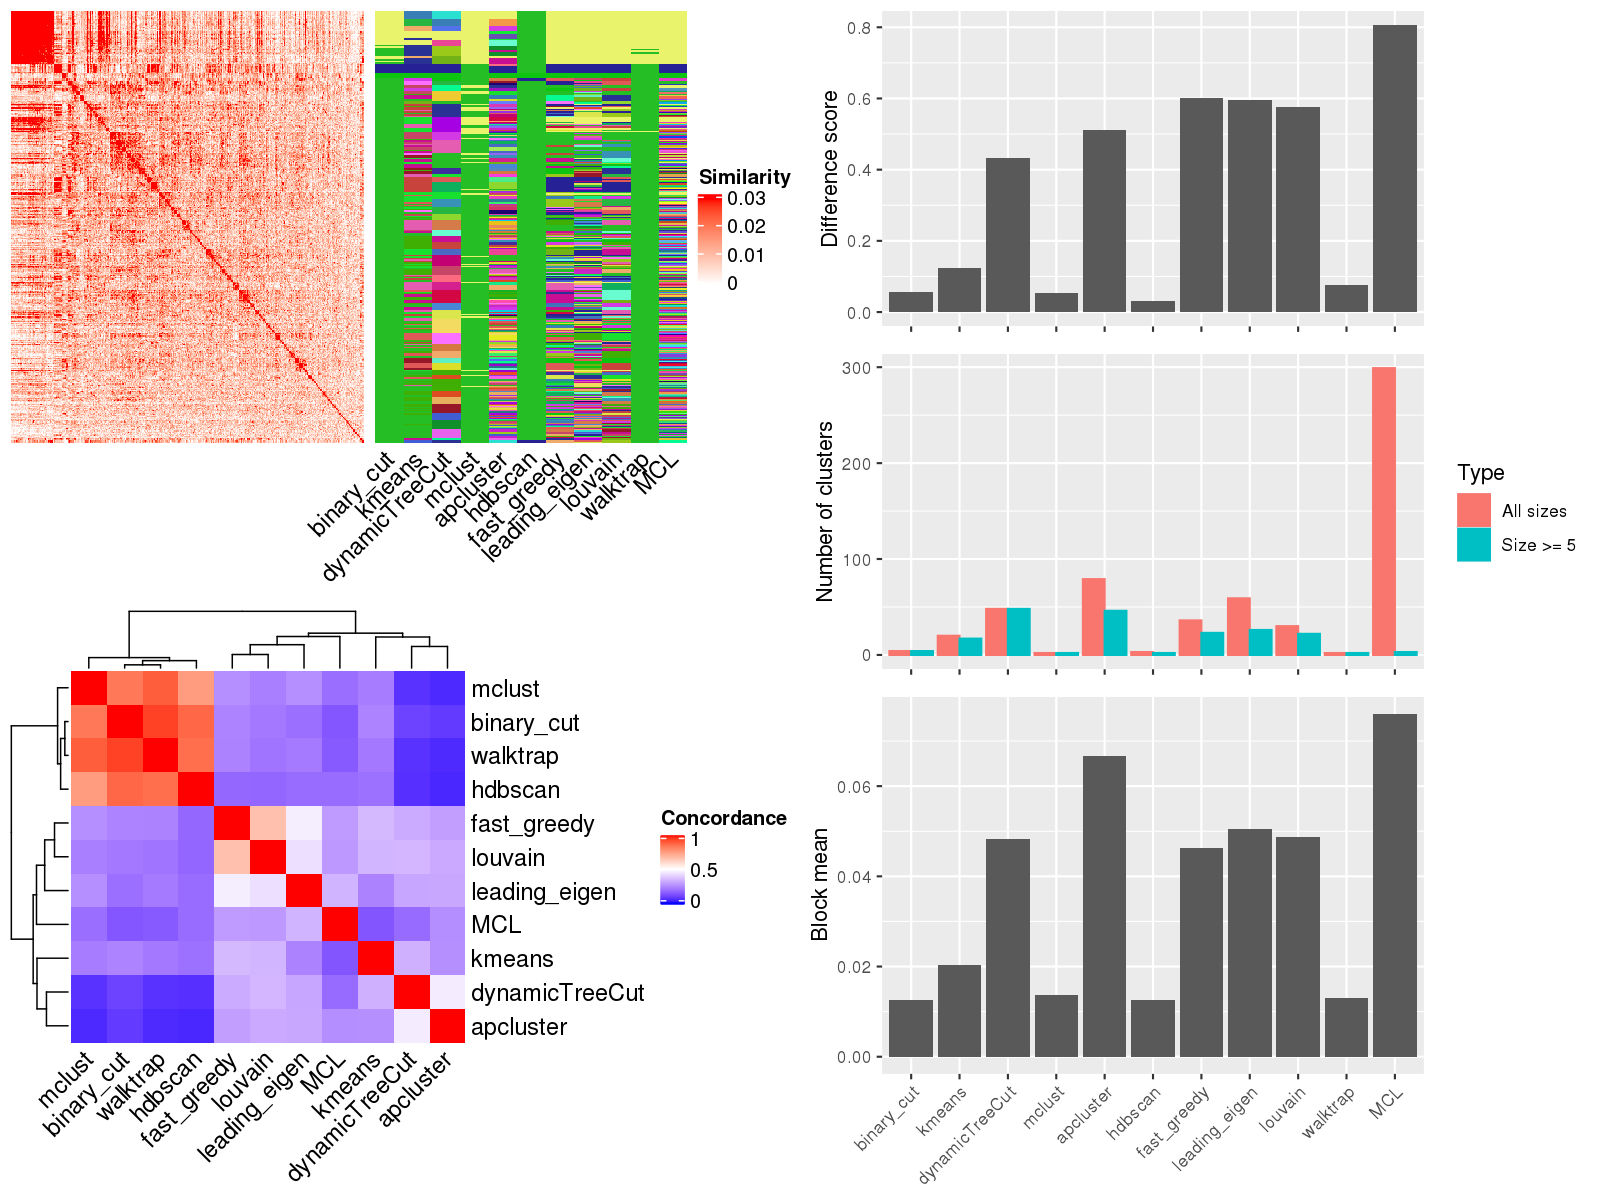 Similarity
0.03
0.02
0.01
0
binary_cut
kmeans
dynamicTreeCut
mclust
apcluster
hdbscan
fast_greedy
leading_eigen
louvain
walktrap
MCL
mclust
binary_cut
walktrap
hdbscan
fast_greedy
louvain
leading_eigen
MCL
kmeans
dynamicTreeCut
apcluster
mclust
binary_cut
walktrap
hdbscan
fast_greedy
louvain
leading_eigen
MCL
kmeans
dynamicTreeCut
apcluster
Concordance
1
0.5
0
Difference score
0.8
0.6
0.4
0.2
0.0
Number of clusters
300
200
100
0
Type
All sizes
Size >= 5
Block mean
0.06
0.04
0.02
0.00
binary_cut
kmeans
dynamicTreeCut
mclust
apcluster
hdbscan
fast_greedy
leading_eigen
louvain
walktrap
MCL